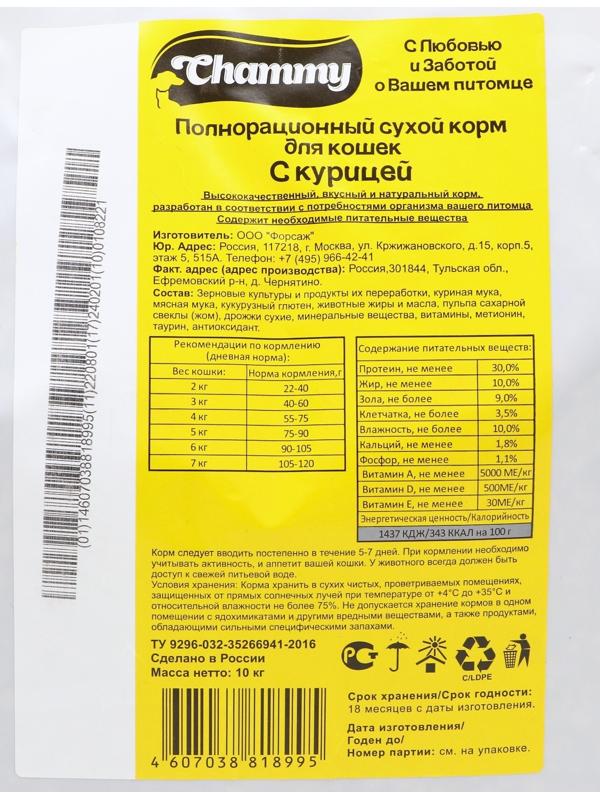 Chammy
С Любовью
и Заботой
о Вашем питомце
Полнорационный сухой корм
для кошек
С курицей
Высококачественный, вкусный и натуральный корм,
разработан в соответствии с потребностями организма вашего питомца
Содержит необходимые питательные вещества
Изготовитель: ООО "Форсаж"
Юр. Адрес: Россия, 117218, г. Москва, ул. Кржижановского, д.15, корп.5,
этаж 5, 515А. Телефон: +7 (495) 966-42-41
Факт. адрес (адрес производства): Россия,301844, Тульская обл.,
Ефремовский р-н, д. Чернятино.
Состав: Зерновые культуры и продукты их переработки, куриная мука,
мясная мука, кукурузный глютен, животные жиры и масла, пульпа сахарной
свеклы (жом), дрожжи сухие, минеральные вещества, витамины, метионин,
таурин, антиоксидант.
Рекомендации по кормлению
(дневная норма):
Вес кошки: Норма кормления,г
2 кг 22-40
3 кг 40-60
4 кг 55-75
5 кг 75-90
6 кг 90-105
7 кг 105-120
Содержание питательных веществ:
Протеин, не менее 30,0%
Жир, не менее 10,0%
Зола, не более 9,0%
Клетчатка, не более 3,5%
Влажность, не более 10,0%
Кальций, не менее 1,8%
Фосфор, не менее 1,1%
Витамин А, не менее 5000 МЕ/кг
Витамин D, не менее 500МЕ/кг
Витамин Е, не менее 30МЕ/кг
Энергетическая ценность/Калорийность
1437 КДЖ/343 ККАЛ на 100 г
Корм следует вводить постепенно в течение 5-7 дней. При кормлении необходимо
учитывать активность, и аппетит вашей кошки. У животного всегда должен быть
доступ к свежей питьевой воде.
Условия хранения: Корма хранить в сухих чистых, проветриваемых помещениях,
защищенных от прямых солнечных лучей при температуре от +4°С до +35°С и
относительной влажности не более 75%. Не допускается хранение кормов в одном
помещении с ядохимикатами и другими вредными веществами, а также продуктами,
обладающими сильными специфическими запахами.
ТУ 9296-032-35266941-2016
Сделано в России
Масса нетто: 10 кг
C/LDPE
Срок хранения/Срок годности:
18 месяцев с даты изготовления.
Дата изготовления/
Годен до/
Номер партии: см. на упаковке.
4 607038 818995
(01)14607038818995(11)220801(17)240201(10)0108221